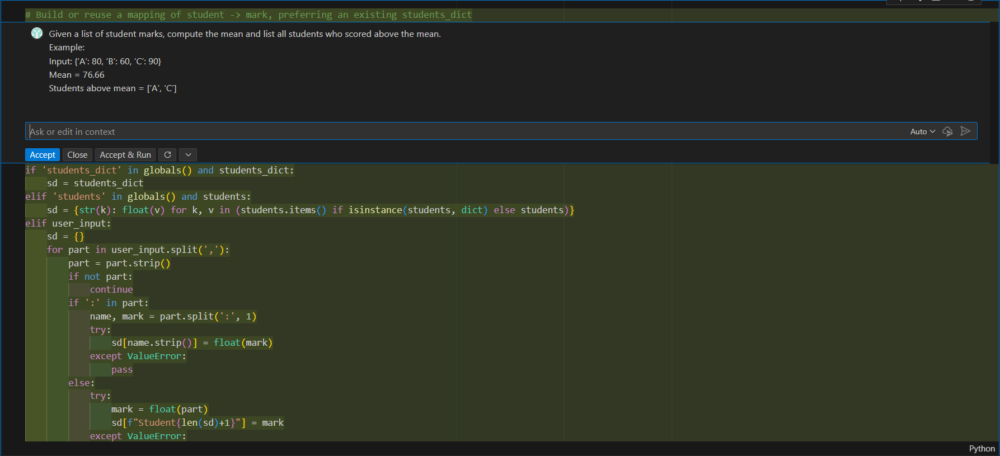 # Build or reuse a mapping of student -> mark, preferring an existing students_dict
Given a list of student marks, compute the mean and list all students who scored above the mean.
Example:
Input: {‘A’: 80, ‘B’: 60, ‘C’: 90}
Mean = 76.66
Students above mean = [‘A’, ‘C’]
Ask or edit in context
Auto
Accept Close Accept & Run
if 'students_dict' in globals() and students_dict:
    sd = students_dict
elif 'students' in globals() and students:
    sd = {str(k): float(v) for k, v in (students.items() if isinstance(students, dict) else students)}
elif user_input:
    sd = {}
    for part in user_input.split(','):
        part = part.strip()
        if not part:
            continue
        if ':' in part:
            name, mark = part.split(':', 1)
            try:
                sd[name.strip()] = float(mark)
            except ValueError:
                pass
        else:
            try:
                mark = float(part)
                sd[f"Student{len(sd)+1}"] = mark
            except ValueError:
Python